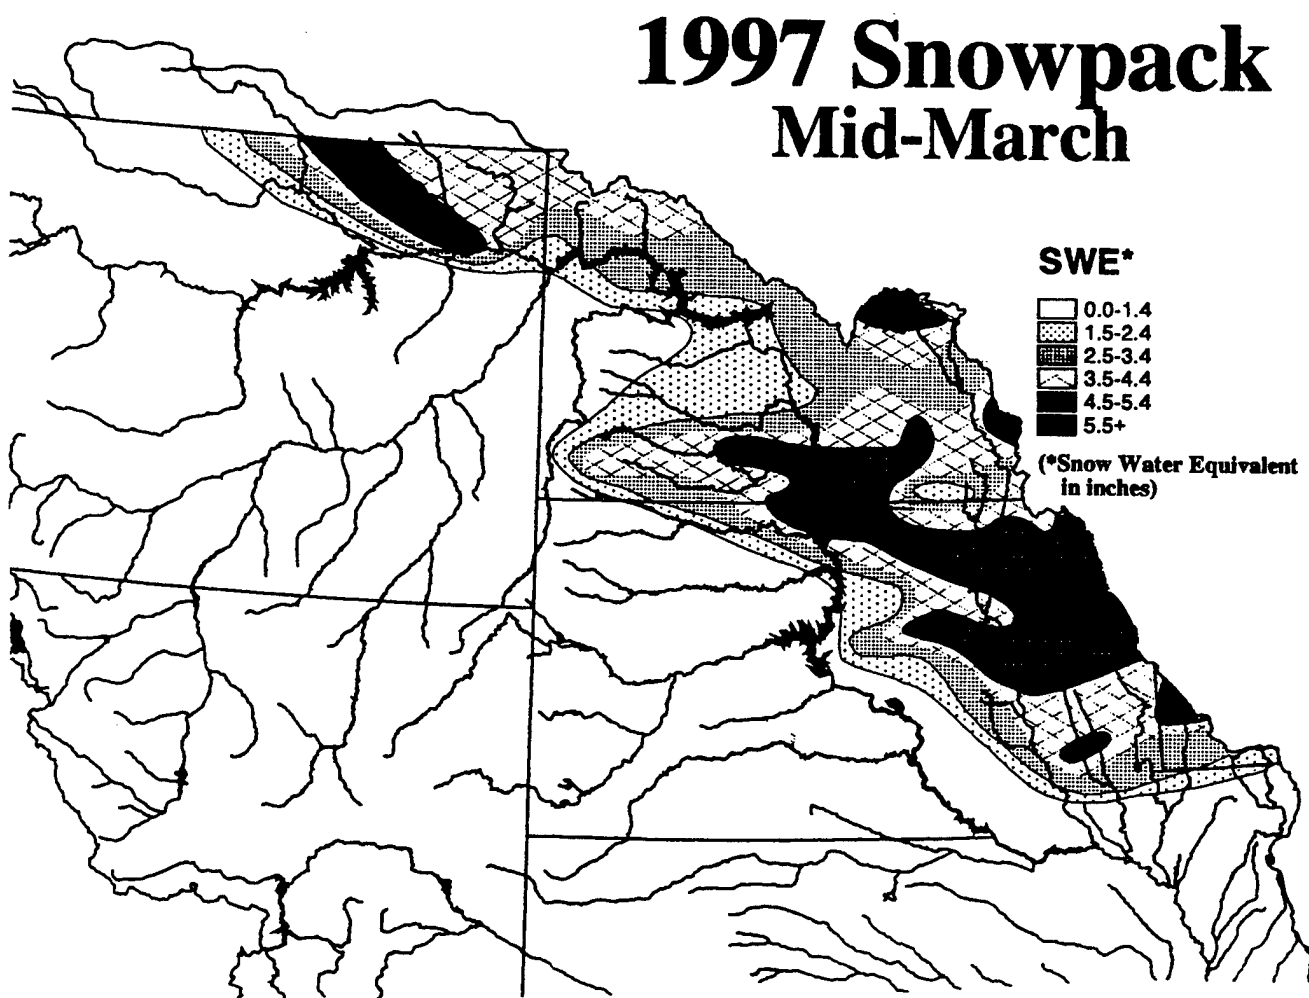 1997 Snowpack
Mid-March
SWE*
0.0-1.4
1.5-2.4
2.5-3.4
3.5-4.4
4.5-5.4
5.5+
(*Snow Water Equivalent
in inches)